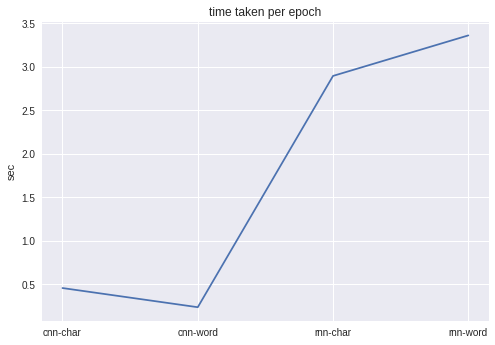 time taken per epoch
3.5
3.0
2.5
2.0
1.5
1.0
0.5
sec
cnn-char
cnn-word
rnn-char
rnn-word